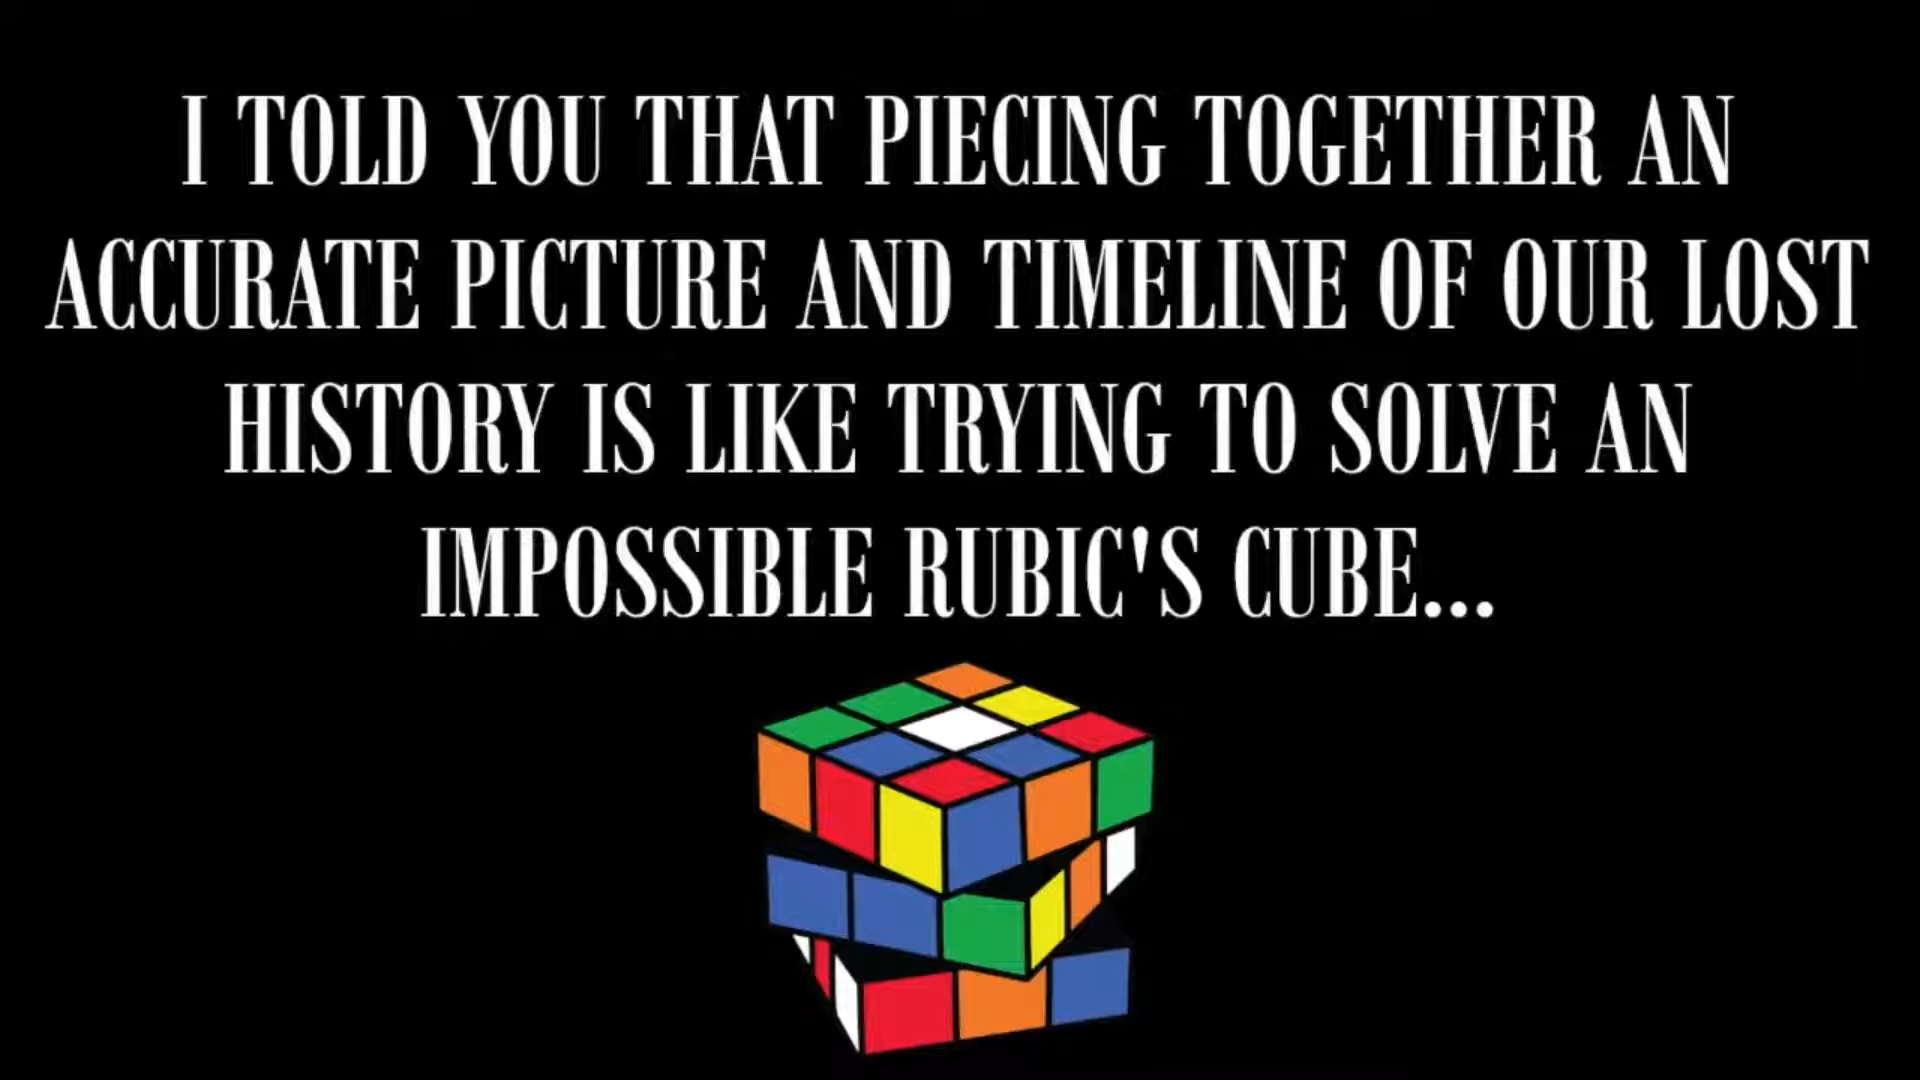 I TOLD YOU THAT PIECING TOGETHER AN
ACCURATE PICTURE AND TIMELINE OF OUR LOST
HISTORY IS LIKE TRYING TO SOLVE AN
IMPOSSIBLE RUBIC'S CUBE...